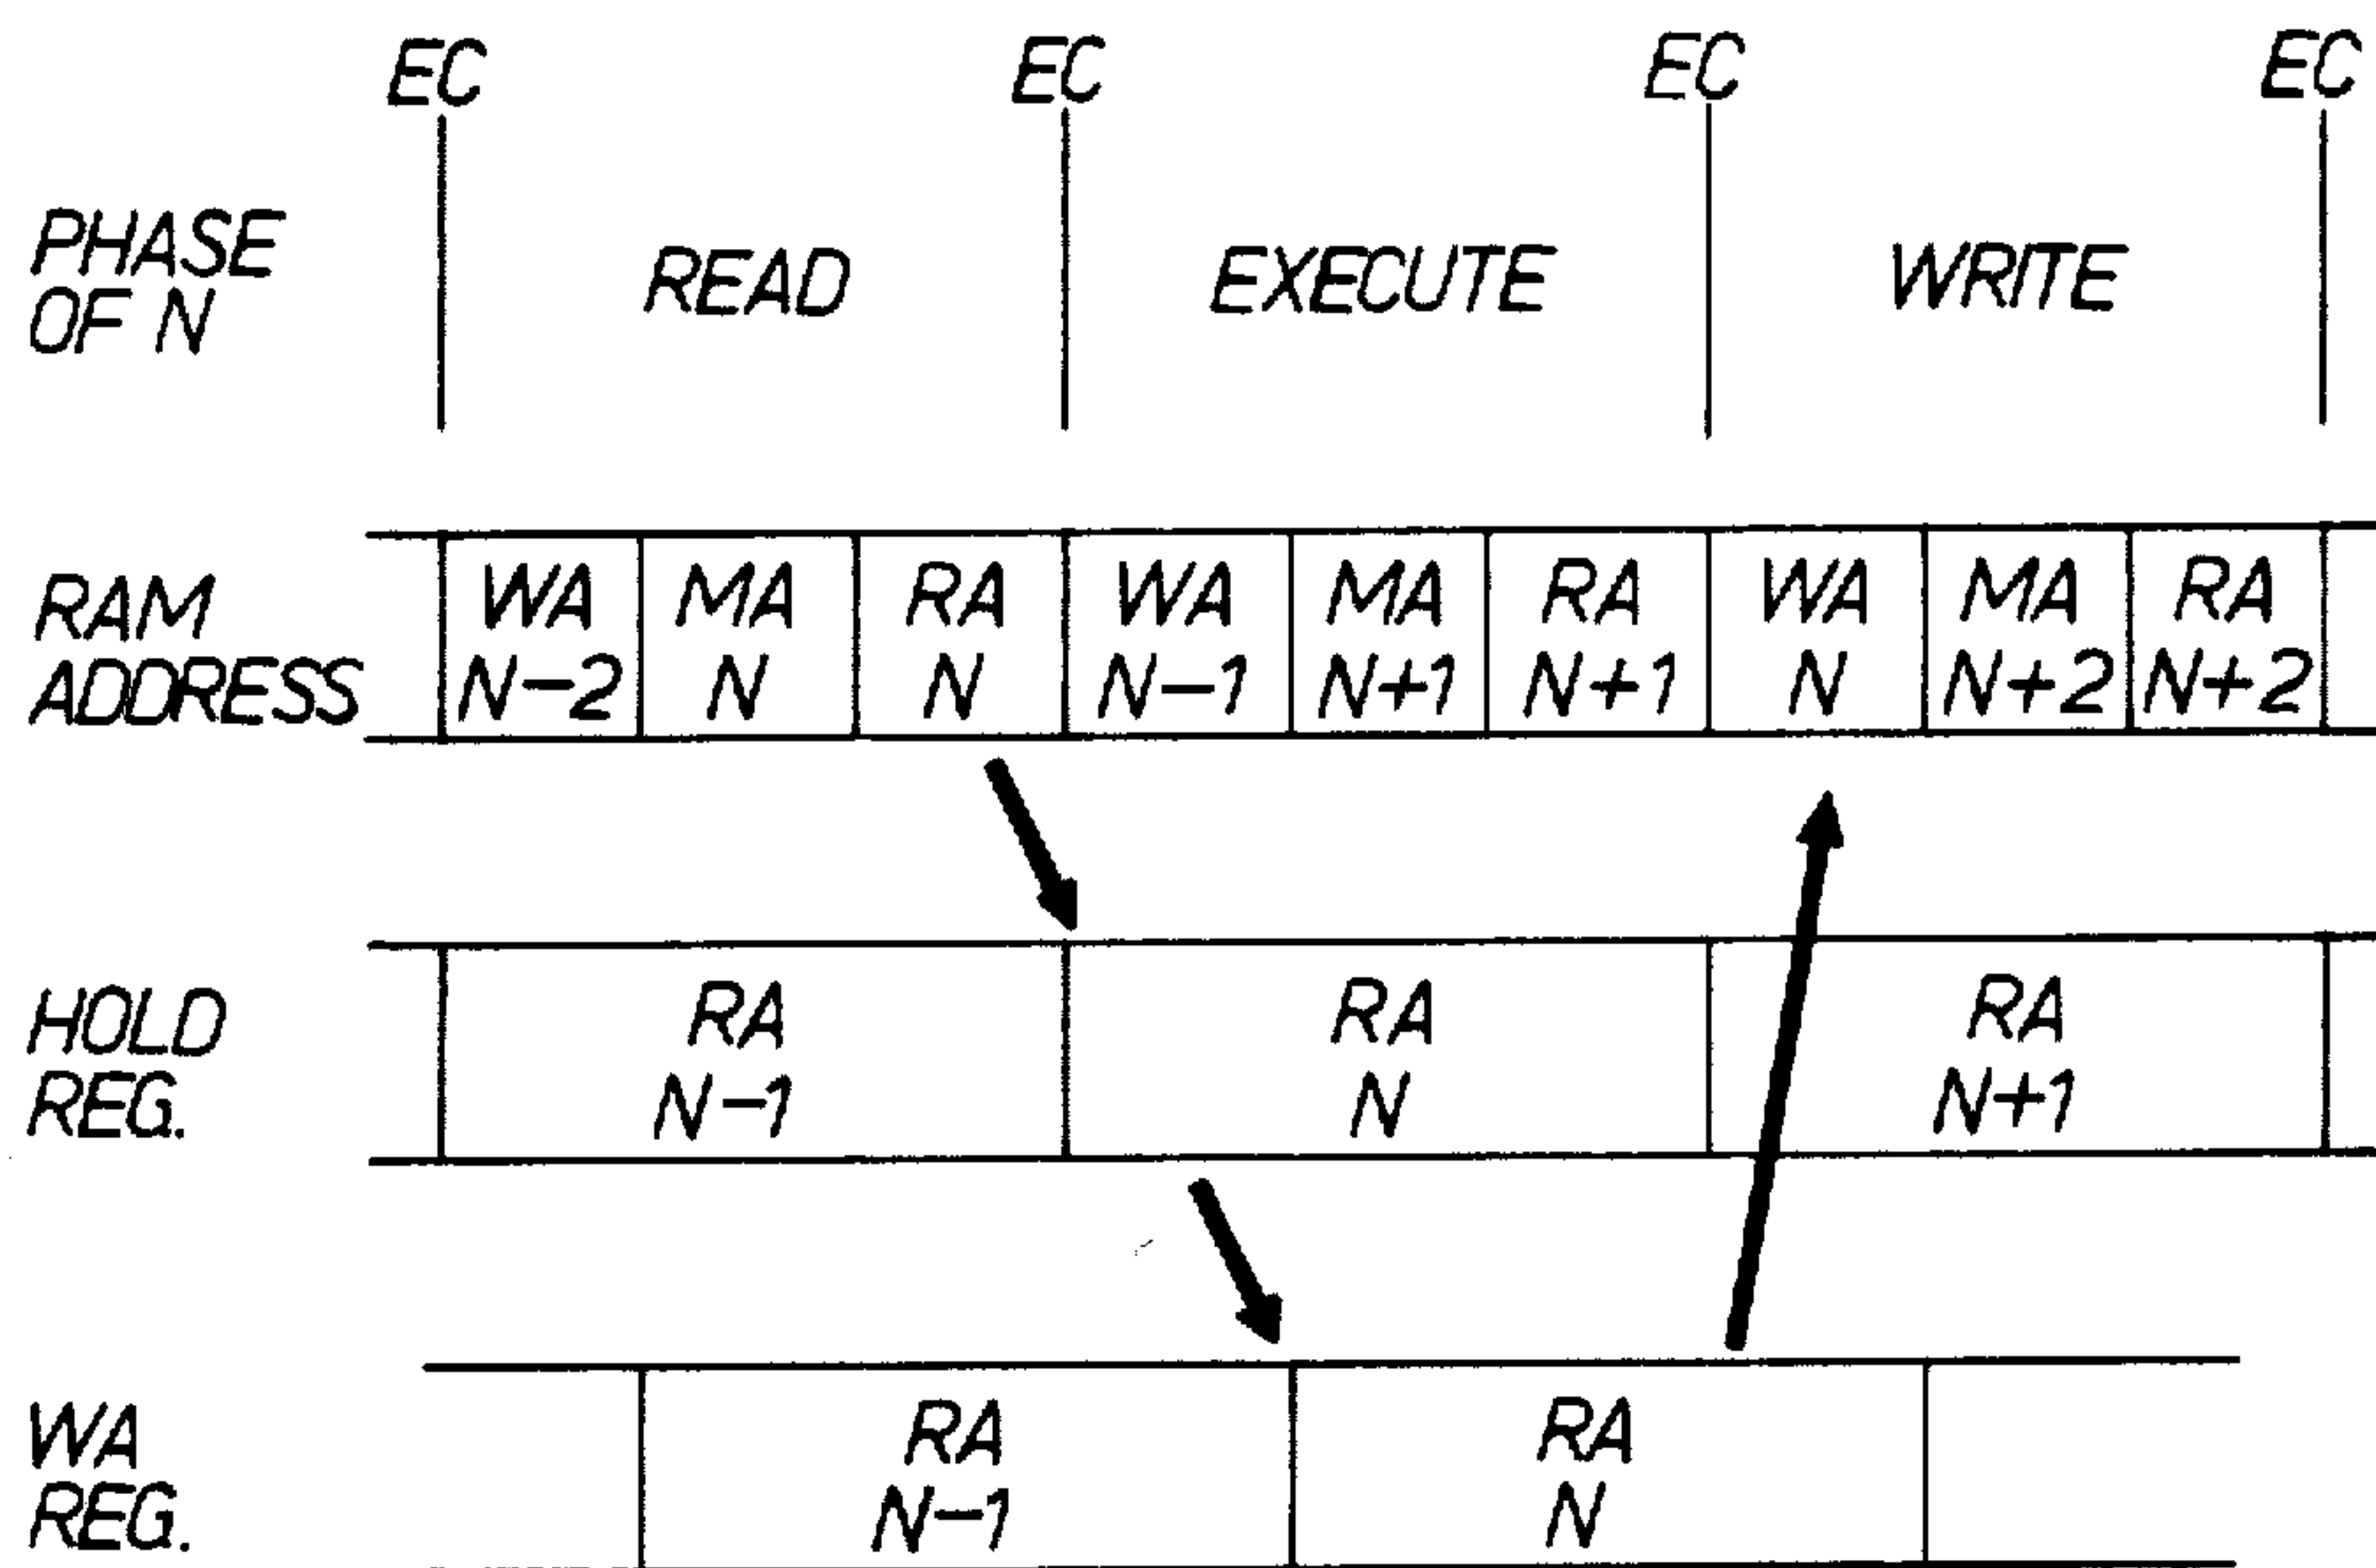 EC EC EC EC
PHASE
OF N
READ EXECUTE WRITE
RAM
ADDRESS
WA MA RA WA MA RA WA MA RA
N-2 N N N-1 N+1 N+1 N N+2 N+2
HOLD
REG.
RA RA RA
N-1 N N+1
WA
REG.
RA RA
N-1 N